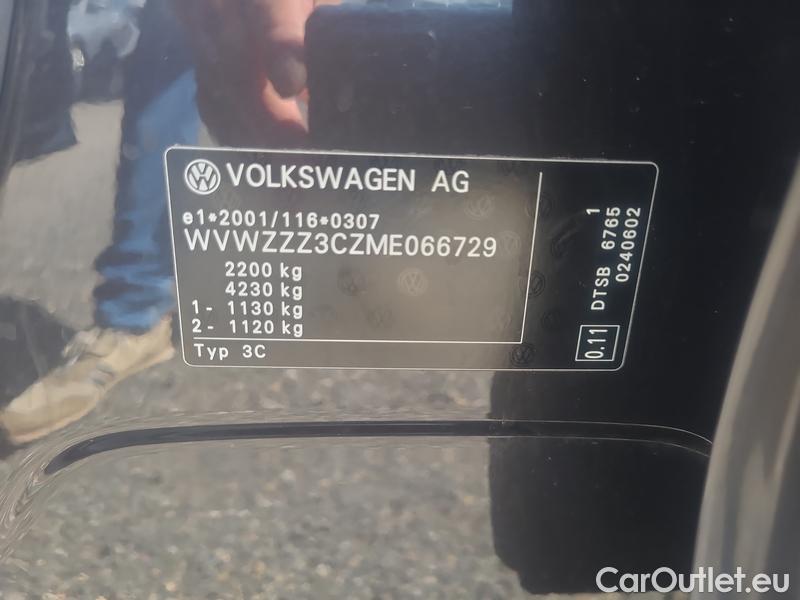 VOLKSWAGEN AG
e1*2001/116*0307
WVWZZZ3CZME066729
2200 kg
4230 kg
1- 1130 kg
2- 1120 kg
Typ 3C
DTSB 6765 1
0240602
0.11
CarOutlet.eu